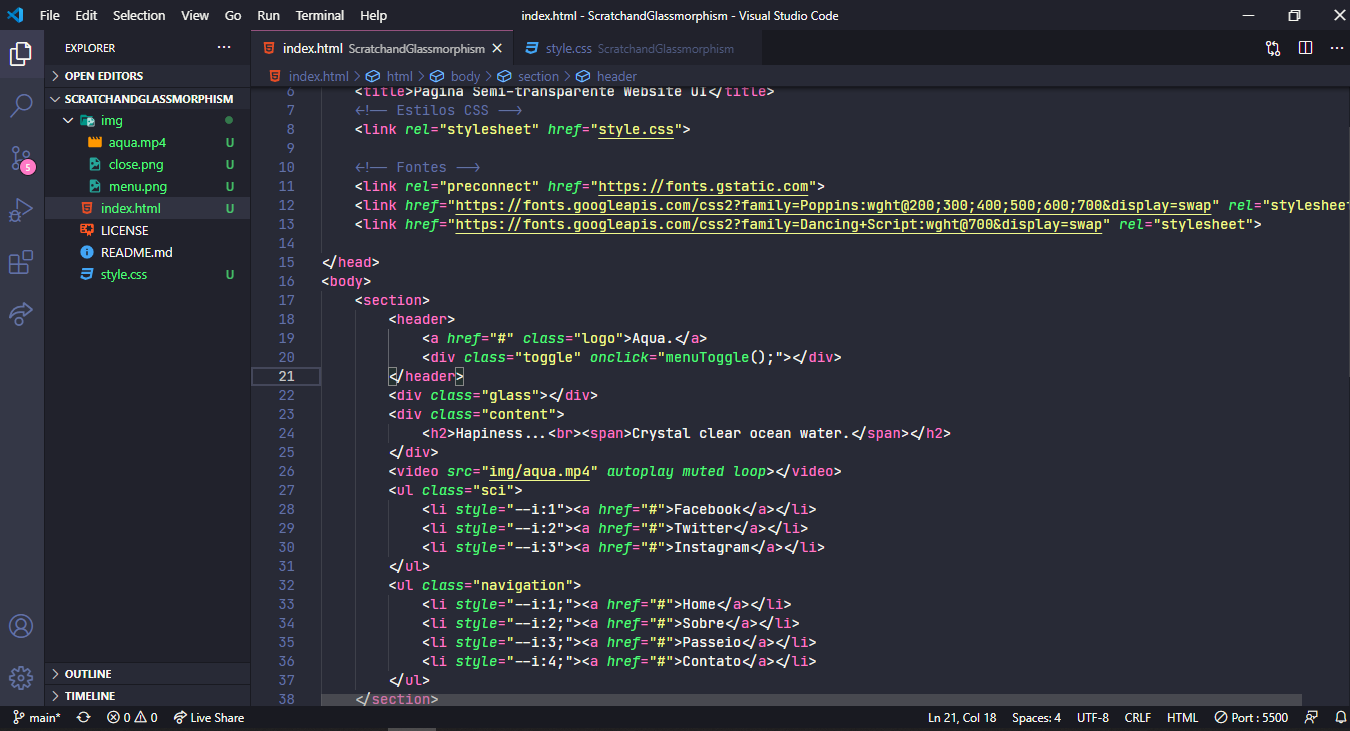 File Edit Selection View Go Run Terminal Help index.html - ScratchandGlassmorphism - Visual Studio Code
EXPLORER
index.html ScratchandGlassmorphism
style.css ScratchandGlassmorphism
OPEN EDITORS
index.html > html > body > section > header
SCRATCHANDGLASSMORPHISM
img
aqua.mp4 U
close.png U
5
menu.png U
index.html U
LICENSE
README.md
style.css U
6 <title>Pagina Semi-transparente Website UI</title>
7 <!-- Estilos CSS -->
8 <link rel="stylesheet" href="style.css">
9
10 <!-- Fontes -->
11 <link rel="preconnect" href="https://fonts.gstatic.com">
12 <link href="https://fonts.googleapis.com/css2?family=Poppins:wght@200;300;400;500;600;700&display=swap" rel="stylesheet
13 <link href="https://fonts.googleapis.com/css2?family=Dancing+Script:wght@700&display=swap" rel="stylesheet">
14
15 </head>
16 <body>
17 <section>
18 <header>
19 <a href="#" class="logo">Aqua.</a>
20 <div class="toggle" onclick="menuToggle();"></div>
21 </header>
22 <div class="glass"></div>
23 <div class="content">
24 <h2>Hapiness...<br><span>Crystal clear ocean water.</span></h2>
25 </div>
26 <video src="img/aqua.mp4" autoplay muted loop></video>
27 <ul class="sci">
28 <li style="--i:1"><a href="#">Facebook</a></li>
29 <li style="--i:2"><a href="#">Twitter</a></li>
30 <li style="--i:3"><a href="#">Instagram</a></li>
31 </ul>
32 <ul class="navigation">
33 <li style="--i:1;"><a href="#">Home</a></li>
34 <li style="--i:2;"><a href="#">Sobre</a></li>
35 <li style="--i:3;"><a href="#">Passeio</a></li>
36 <li style="--i:4;"><a href="#">Contato</a></li>
37 </ul>
38 </section>
OUTLINE
TIMELINE
main* 0 0 Live Share Ln 21, Col 18 Spaces: 4 UTF-8 CRLF HTML Port : 5500